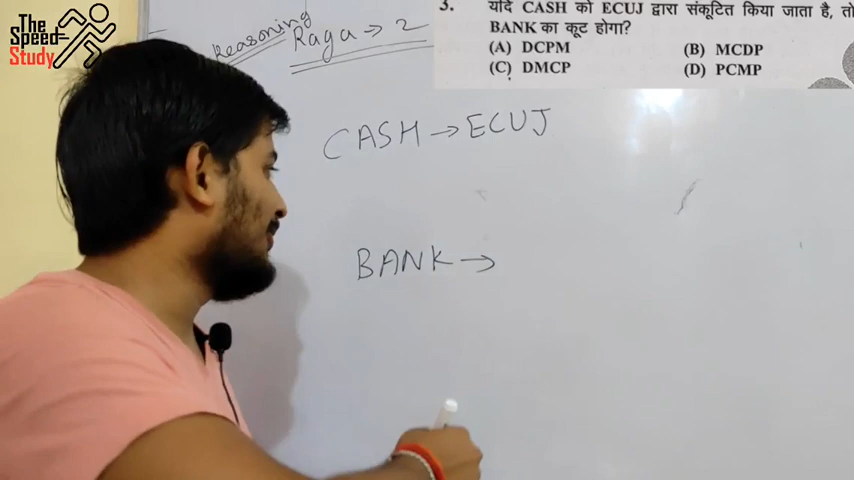 The
Speed
Study
Reasoning
Raga → 2
3. यदि CASH को ECUJ द्वारा संकूटित किया जाता है, तो
BANK का कूट होगा?
(A) DCPM (B) MCDP
(C) DMCP (D) PCMP
CASH → ECUJ
BANK →